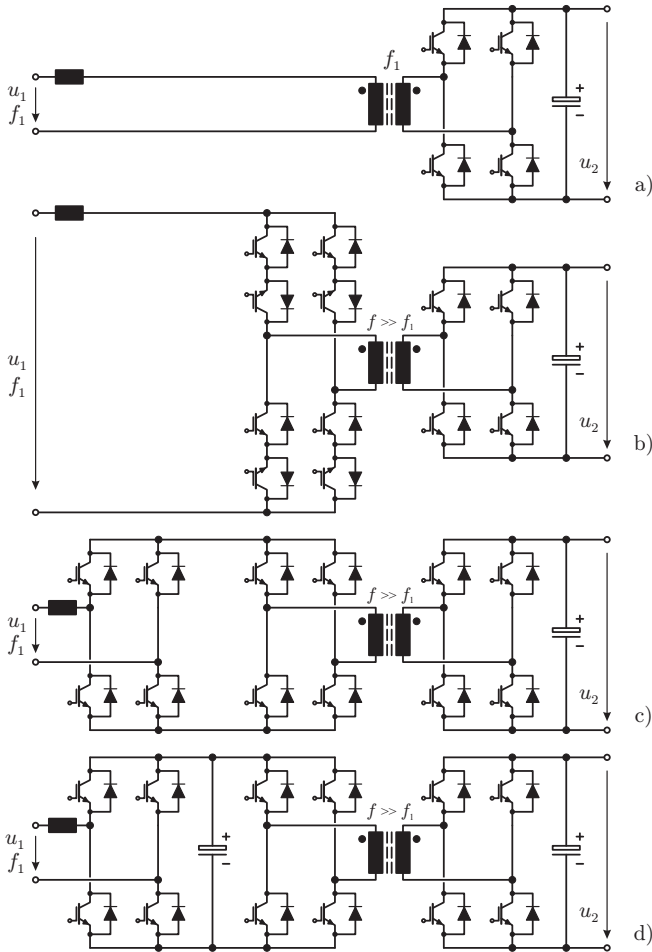 f₁
u₁
f₁
+
−
u₂
a)
u₁
f₁
f >> f₁
+
−
u₂
b)
u₁
f₁
f >> f₁
+
−
u₂
c)
u₁
f₁
+
−
f >> f₁
+
−
u₂
d)